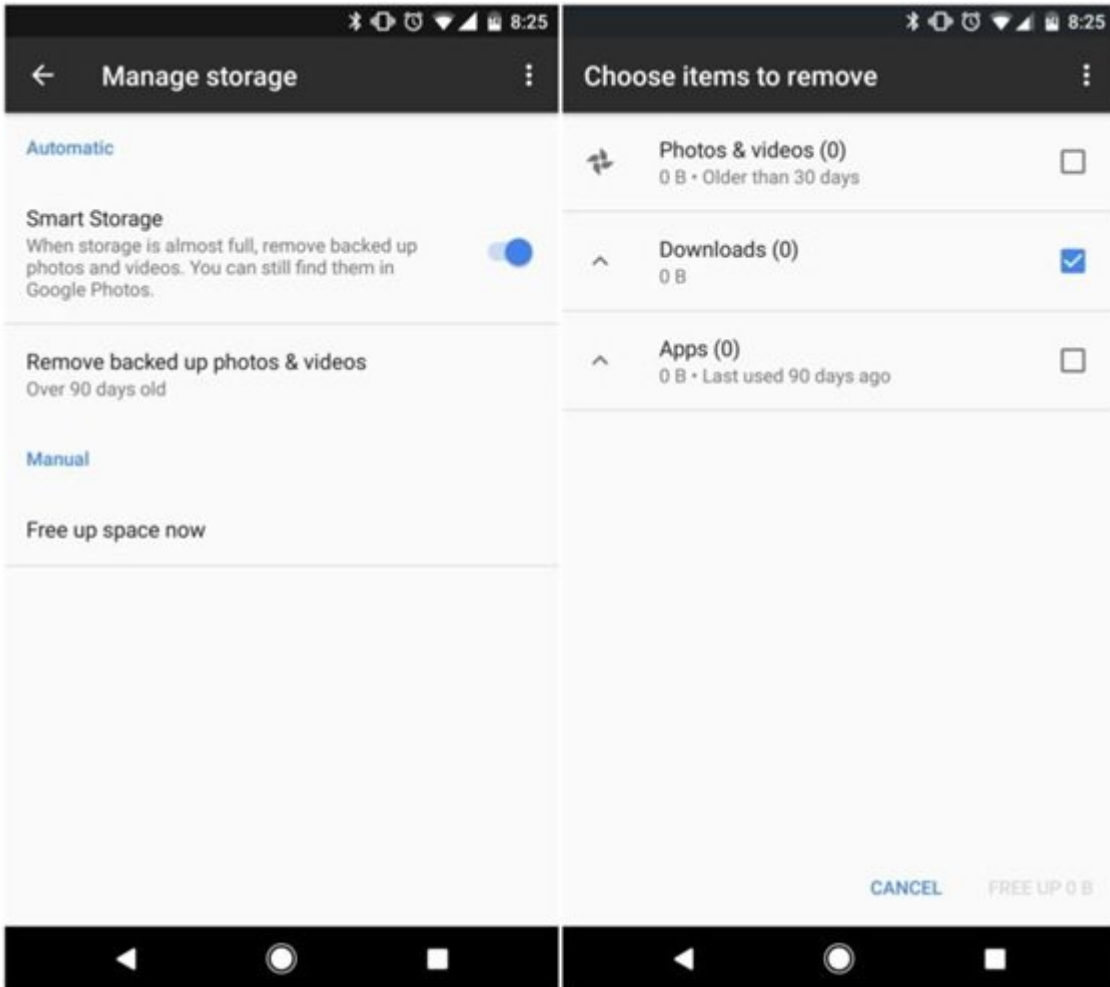 8:25
Manage storage
Automatic
Smart Storage
When storage is almost full, remove backed up
photos and videos. You can still find them in
Google Photos.
Remove backed up photos & videos
Over 90 days old
Manual
Free up space now
8:25
Choose items to remove
Photos & videos (0)
0 B • Older than 30 days
Downloads (0)
0 B
Apps (0)
0 B • Last used 90 days ago
CANCEL FREE UP 0 B